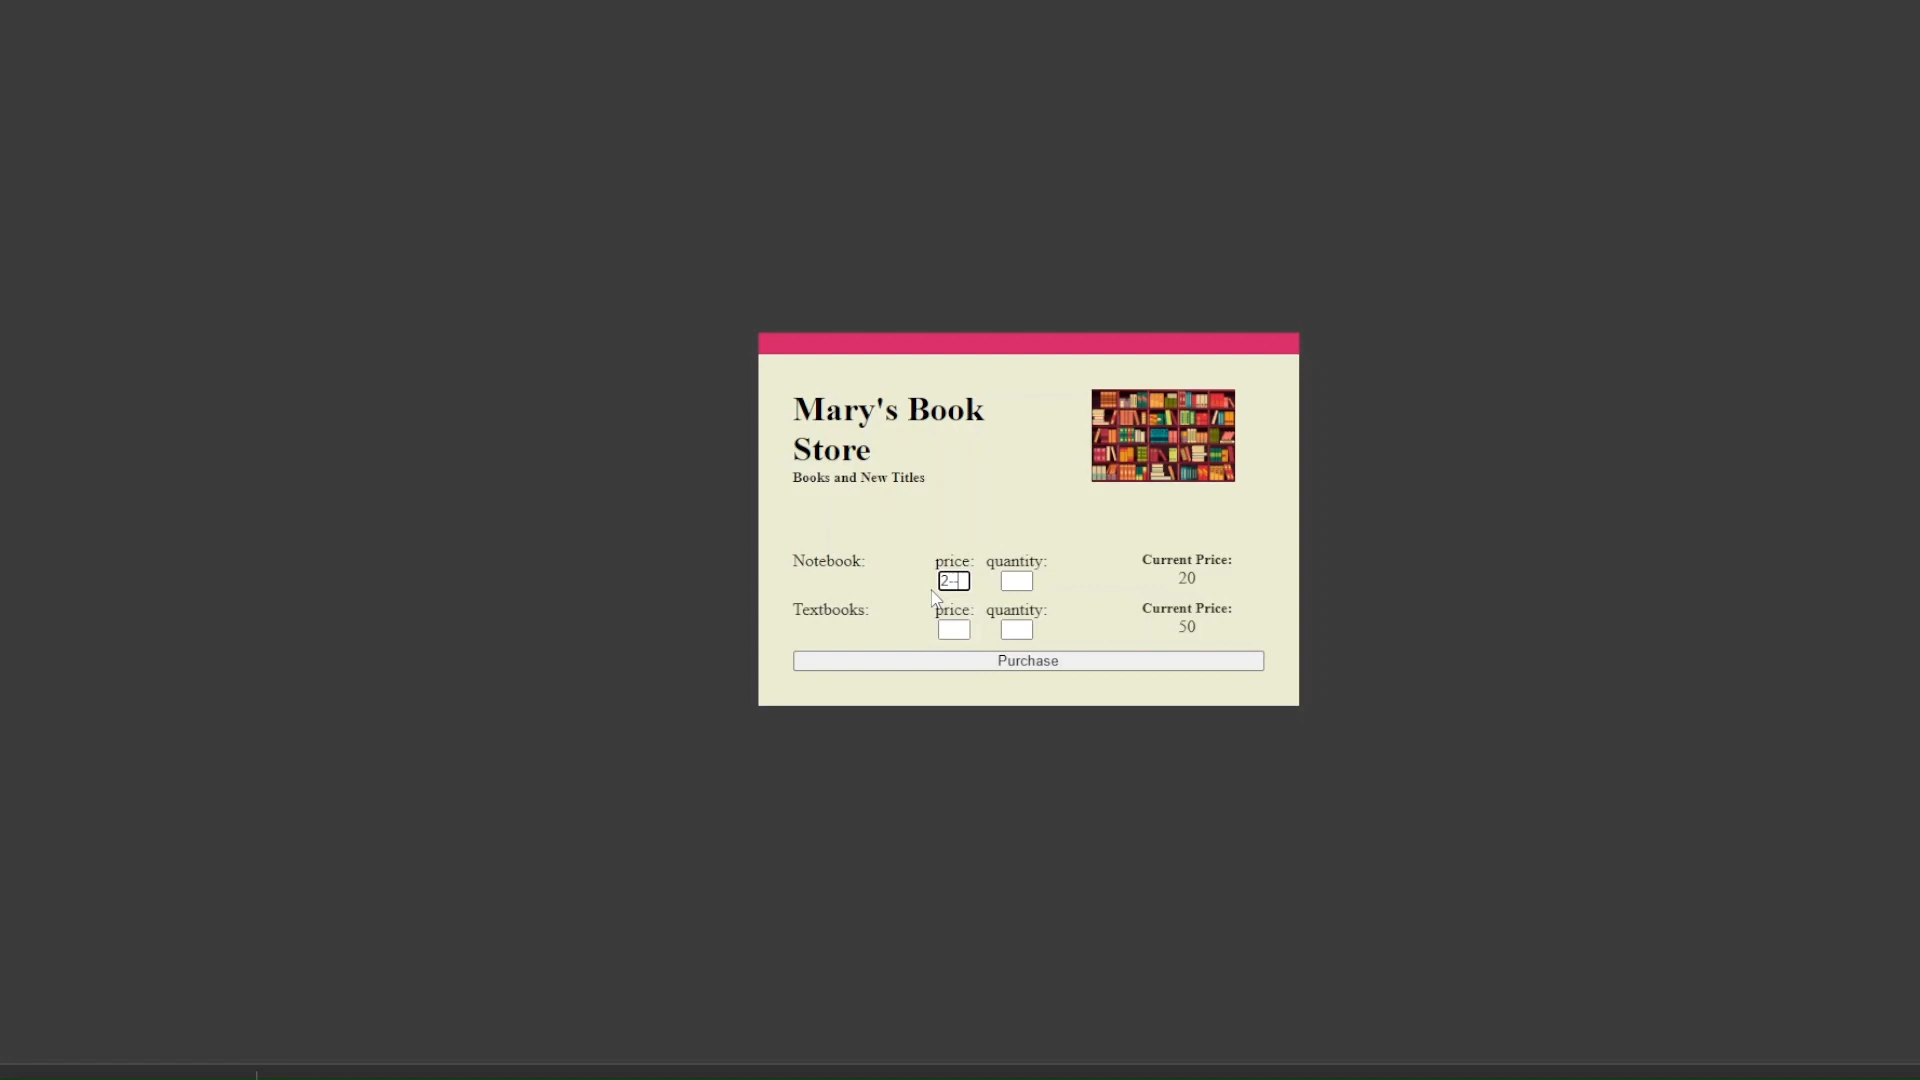 Mary's Book
Store
Books and New Titles
Notebook: price: quantity: Current Price:
2-- 20
Textbooks: price: quantity: Current Price:
50
Purchase